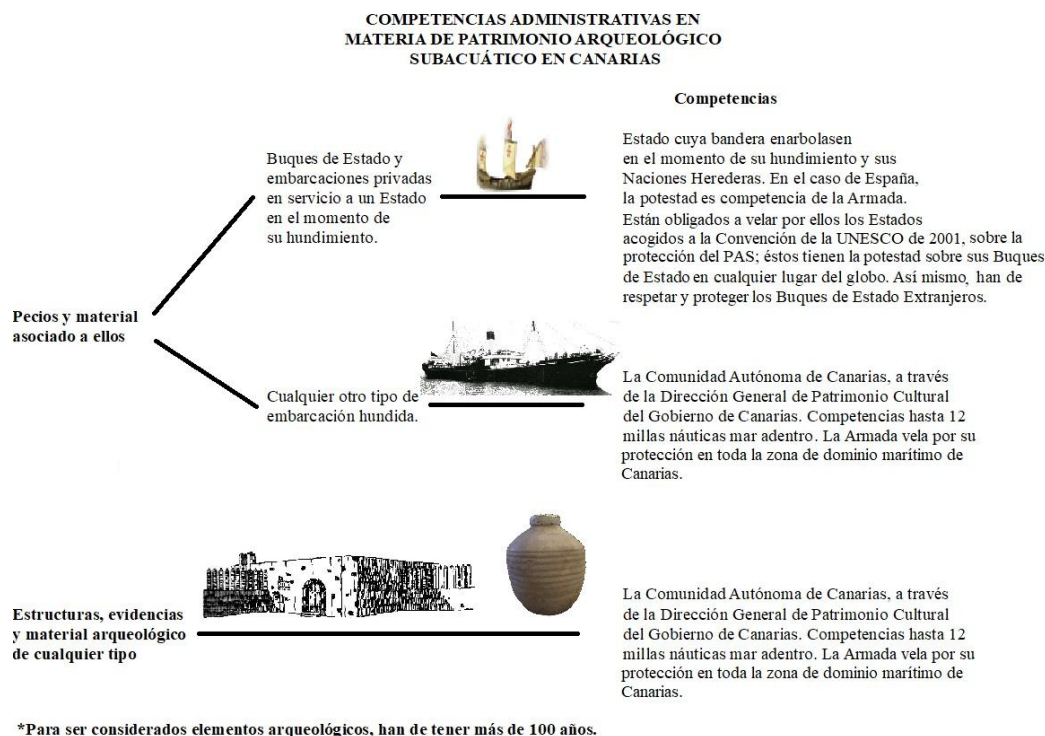 COMPETENCIAS ADMINISTRATIVAS EN
MATERIA DE PATRIMONIO ARQUEOLÓGICO
SUBACUÁTICO EN CANARIAS
Competencias
Pecios y material
asociado a ellos
Buques de Estado y
embarcaciones privadas
en servicio a un Estado
en el momento de
su hundimiento.
Estado cuya bandera enarbolasen
en el momento de su hundimiento y sus
Naciones Herederas. En el caso de España,
la potestad es competencia de la Armada.
Están obligados a velar por ellos los Estados
acogidos a la Convención de la UNESCO de 2001, sobre la
protección del PAS; éstos tienen la potestad sobre sus Buques
de Estado en cualquier lugar del globo. Así mismo, han de
respetar y proteger los Buques de Estado Extranjeros.
Cualquier otro tipo de
embarcación hundida.
La Comunidad Autónoma de Canarias, a través
de la Dirección General de Patrimonio Cultural
del Gobierno de Canarias. Competencias hasta 12
millas náuticas mar adentro. La Armada vela por su
protección en toda la zona de dominio marítimo de
Canarias.
Estructuras, evidencias
y material arqueológico
de cualquier tipo
La Comunidad Autónoma de Canarias, a través
de la Dirección General de Patrimonio Cultural
del Gobierno de Canarias. Competencias hasta 12
millas náuticas mar adentro. La Armada vela por su
protección en toda la zona de dominio marítimo de
Canarias.
*Para ser considerados elementos arqueológicos, han de tener más de 100 años.